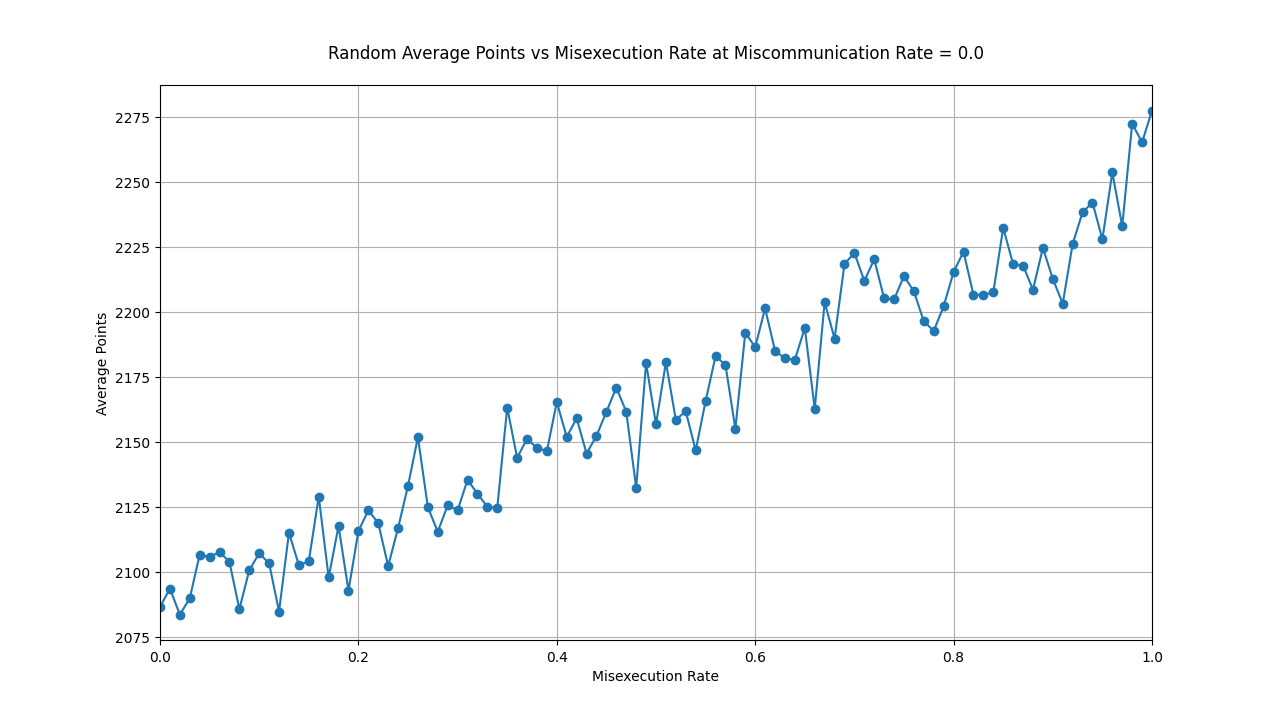 Random Average Points vs Misexecution Rate at Miscommunication Rate = 0.0
2275
2250
2225
2200
2175
2150
2125
2100
2075
Average Points
0.0 0.2 0.4 0.6 0.8 1.0
Misexecution Rate